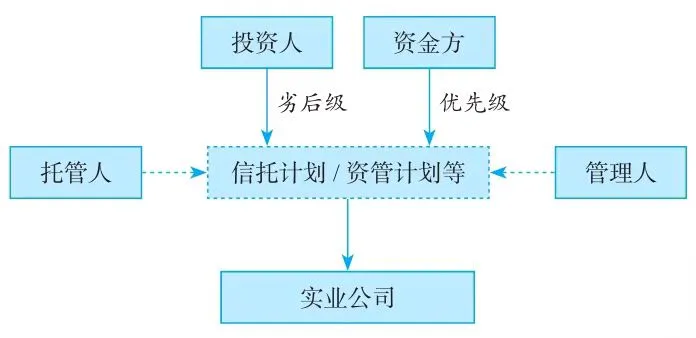 投资人
资金方
劣后级
优先级
托管人
信托计划/资管计划等
管理人
实业公司